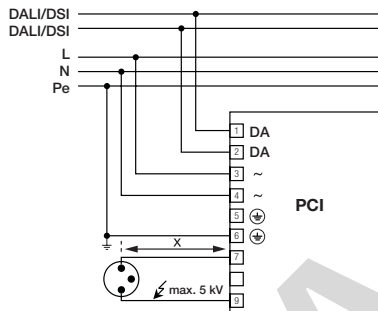 DALI/DSI
DALI/DSI
L
N
Pe
1 DA
2 DA
3 ~
4 ~
PCI
5
6
X
7
max. 5 kV
9